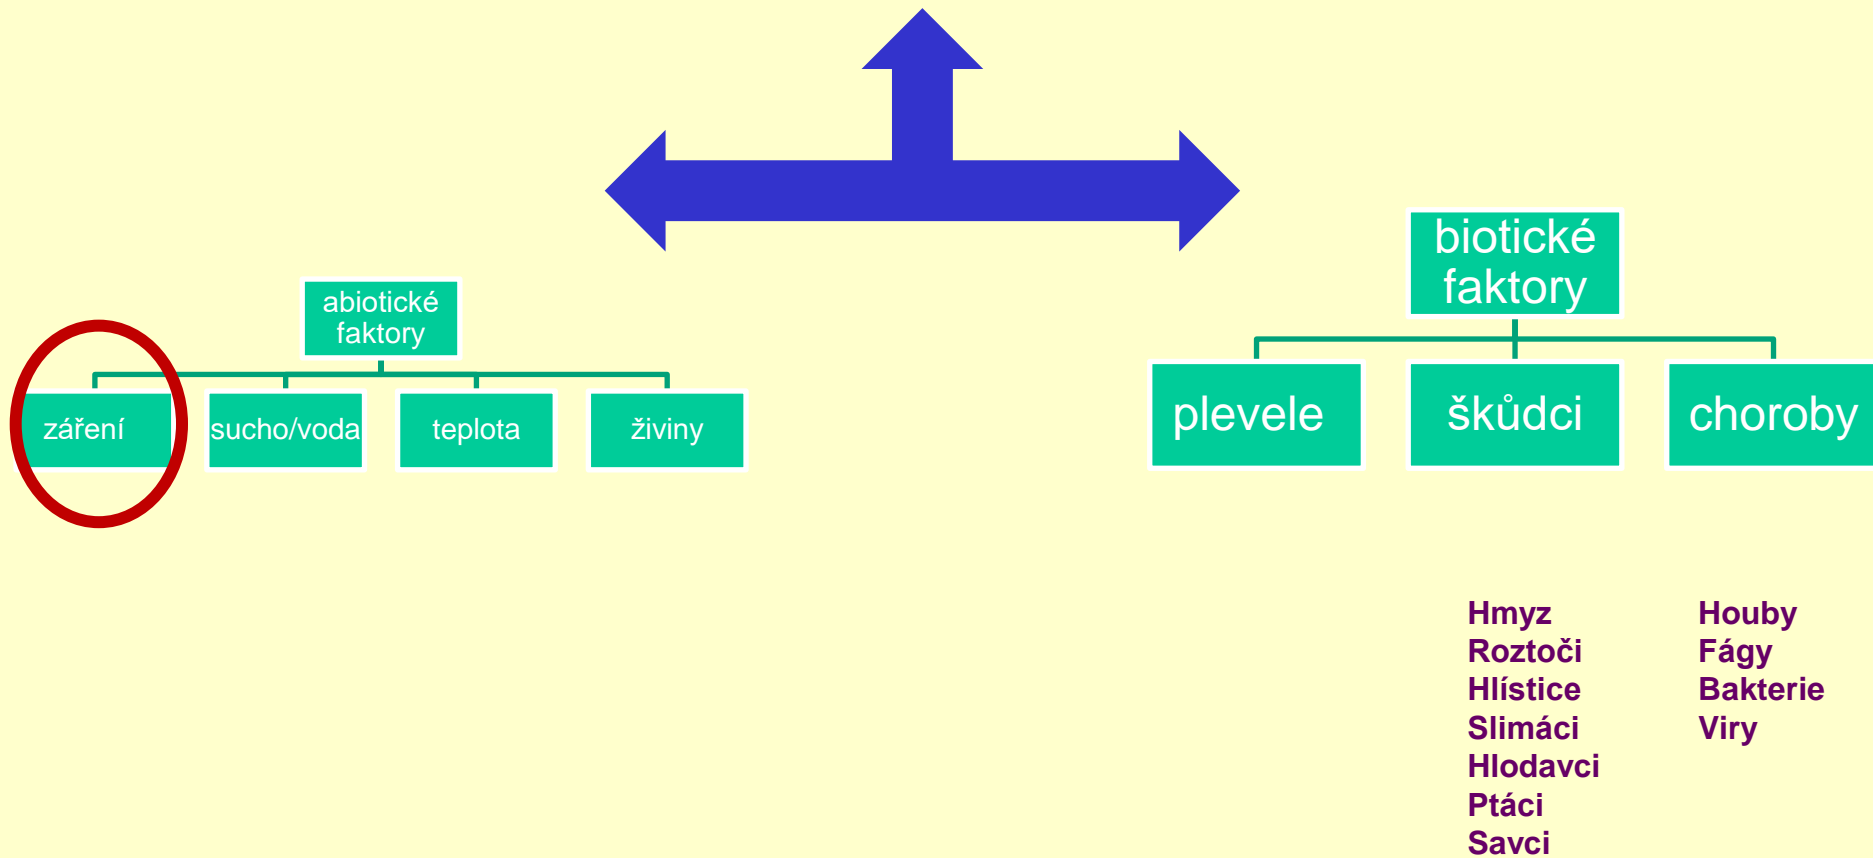 abiotické
faktory
záření
sucho/voda
teplota
živiny
biotické
faktory
plevele
škůdci
choroby
Hmyz
Roztoči
Hlístice
Slimáci
Hlodavci
Ptáci
Savci
Houby
Fágy
Bakterie
Viry